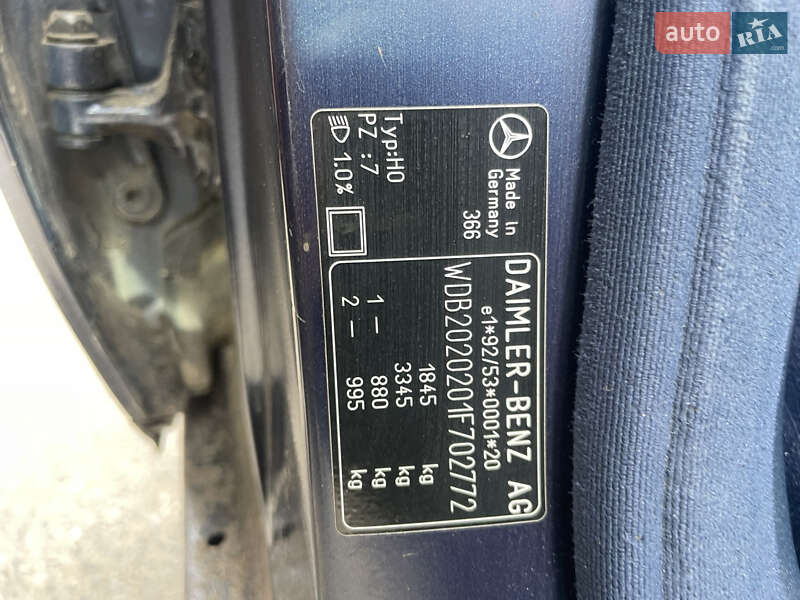 auto RIA.com
Made In
Germany
366
Typ:HO
PZ :7
1.0%
DAIMLER-BENZ AG
e1*92/53*0001*20
WDB2020201F702772
1845 kg
3345 kg
1 — 880 kg
2 — 995 kg